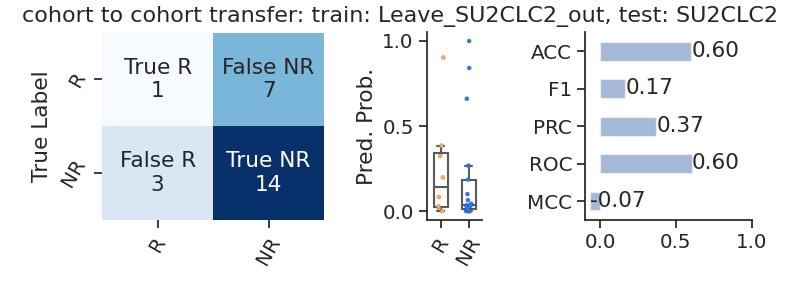 cohort to cohort transfer: train: Leave_SU2CLC2_out, test: SU2CLC2
True Label
R
NR
True R
1
False NR
7
False R
3
True NR
14
R
NR
Pred. Prob.
1.0
0.5
0.0
R
NR
ACC
0.60
F1
0.17
PRC
0.37
ROC
0.60
MCC
-0.07
0.0
0.5
1.0